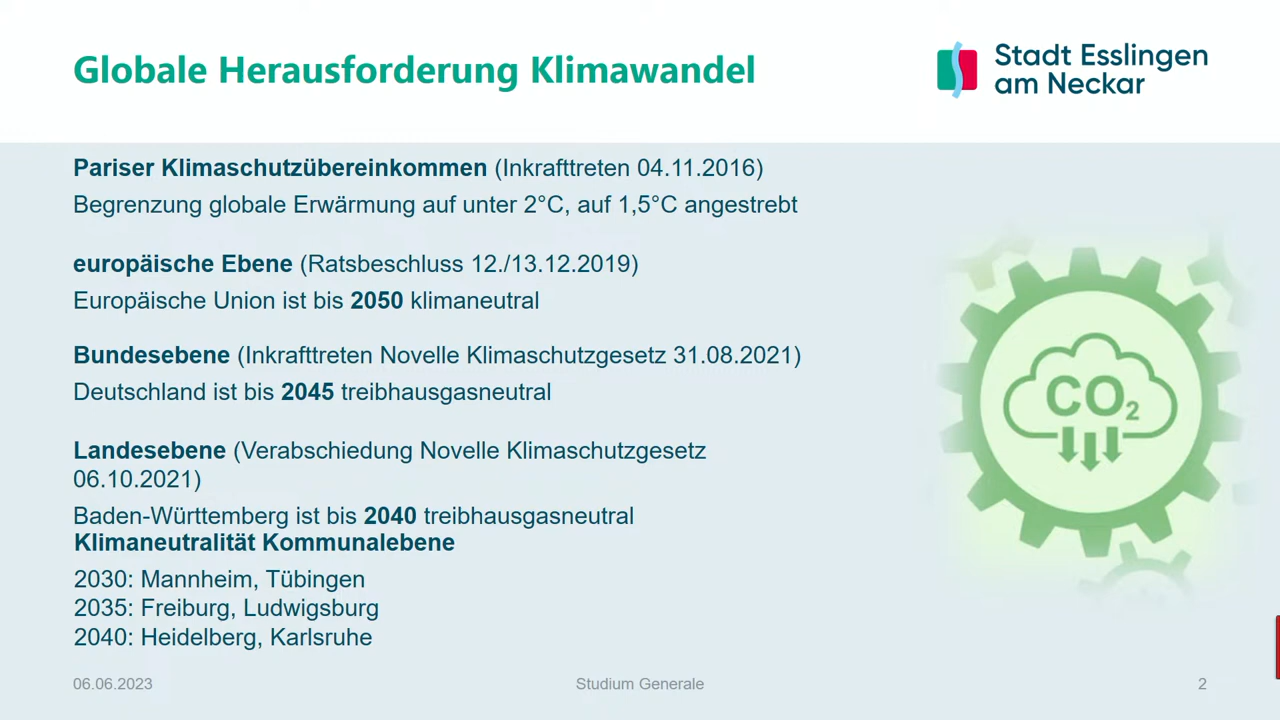 Globale Herausforderung Klimawandel
Stadt Esslingen
am Neckar
Pariser Klimaschutzübereinkommen (Inkrafttreten 04.11.2016)
Begrenzung globale Erwärmung auf unter 2°C, auf 1,5°C angestrebt
europäische Ebene (Ratsbeschluss 12./13.12.2019)
Europäische Union ist bis 2050 klimaneutral
Bundesebene (Inkrafttreten Novelle Klimaschutzgesetz 31.08.2021)
Deutschland ist bis 2045 treibhausgasneutral
Landesebene (Verabschiedung Novelle Klimaschutzgesetz
06.10.2021)
Baden-Württemberg ist bis 2040 treibhausgasneutral
Klimaneutralität Kommunalebene
2030: Mannheim, Tübingen
2035: Freiburg, Ludwigsburg
2040: Heidelberg, Karlsruhe
CO₂
06.06.2023
Studium Generale
2